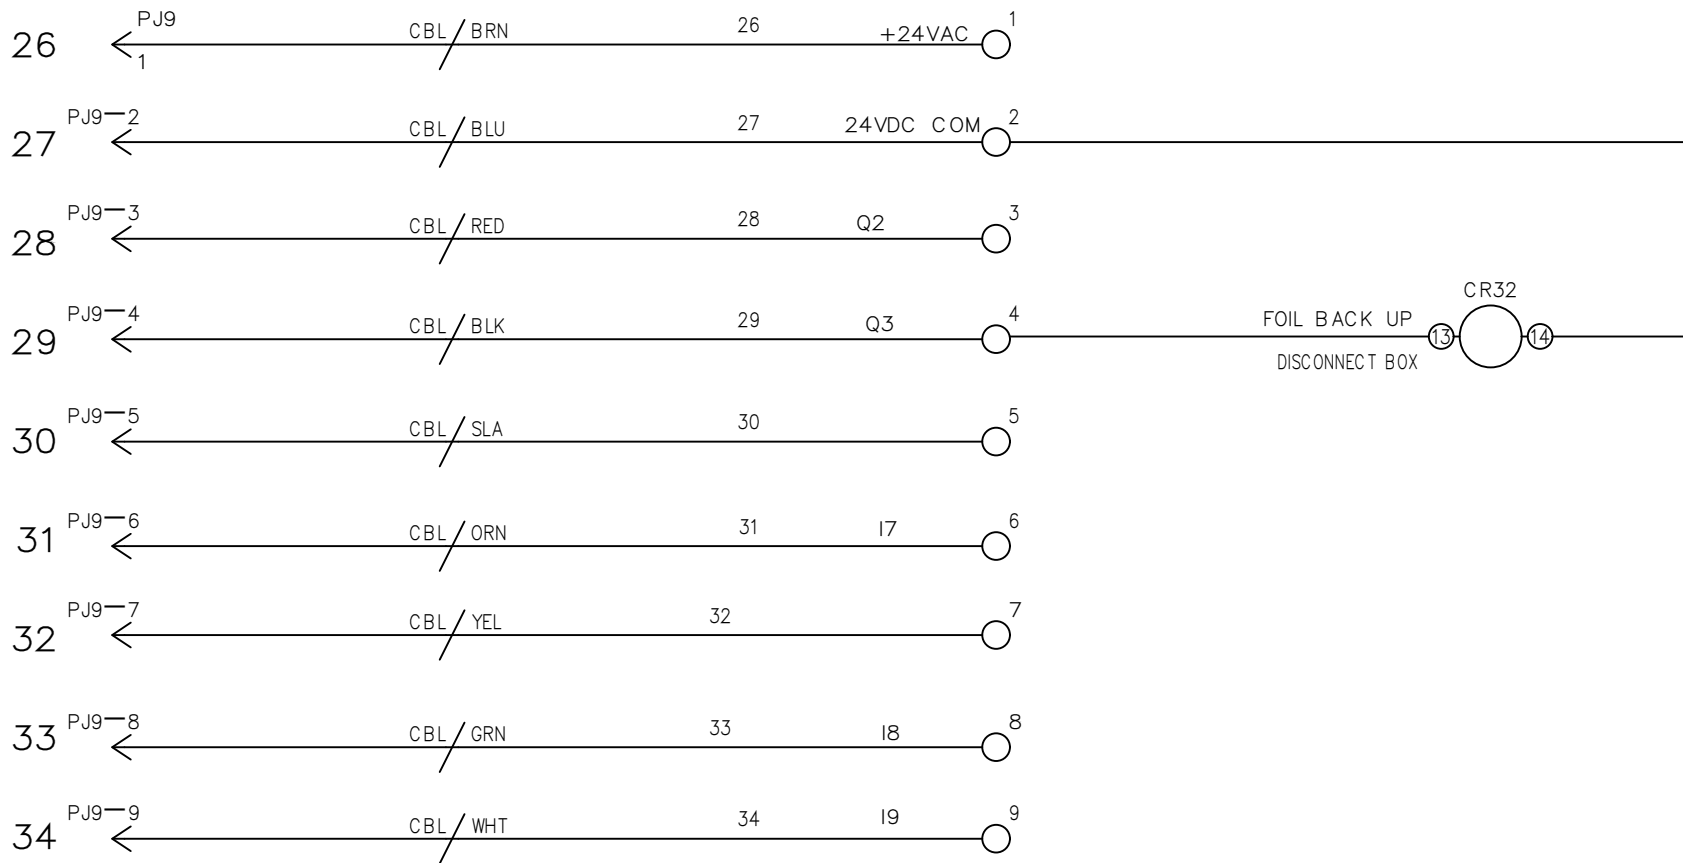 PJ9
1
26 CBL BRN 26 +24VAC 1
PJ9-2
27 CBL BLU 27 24VDC COM 2
PJ9-3
28 CBL RED 28 Q2 3
CR32
PJ9-4
29 CBL BLK 29 Q3 4 FOIL BACK UP 13 14
DISCONNECT BOX
PJ9-5
30 CBL SLA 30 5
PJ9-6
31 CBL ORN 31 I7 6
PJ9-7
32 CBL YEL 32 7
PJ9-8
33 CBL GRN 33 I8 8
PJ9-9
34 CBL WHT 34 I9 9